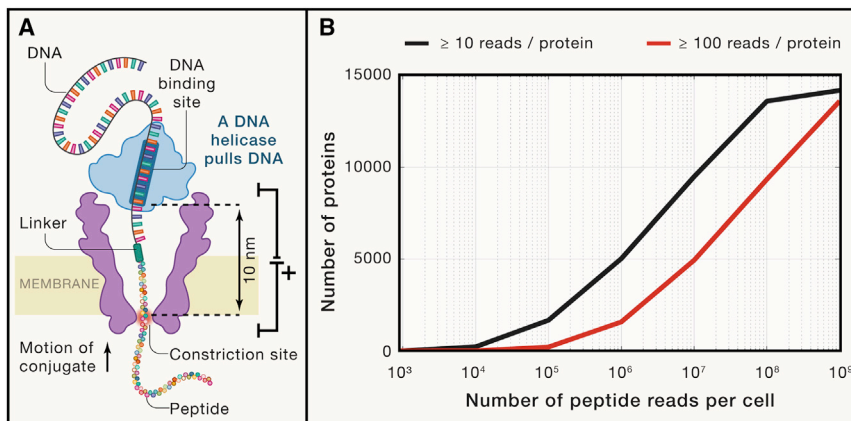 A
DNA
DNA
binding
site
A DNA
helicase
pulls DNA
Linker
10 nm
+
MEMBRANE
Motion of
conjugate
Constriction site
Peptide
B
≥ 10 reads / protein
≥ 100 reads / protein
Number of proteins
15000
10000
5000
0
10³ 10⁴ 10⁵ 10⁶ 10⁷ 10⁸ 10⁹
Number of peptide reads per cell